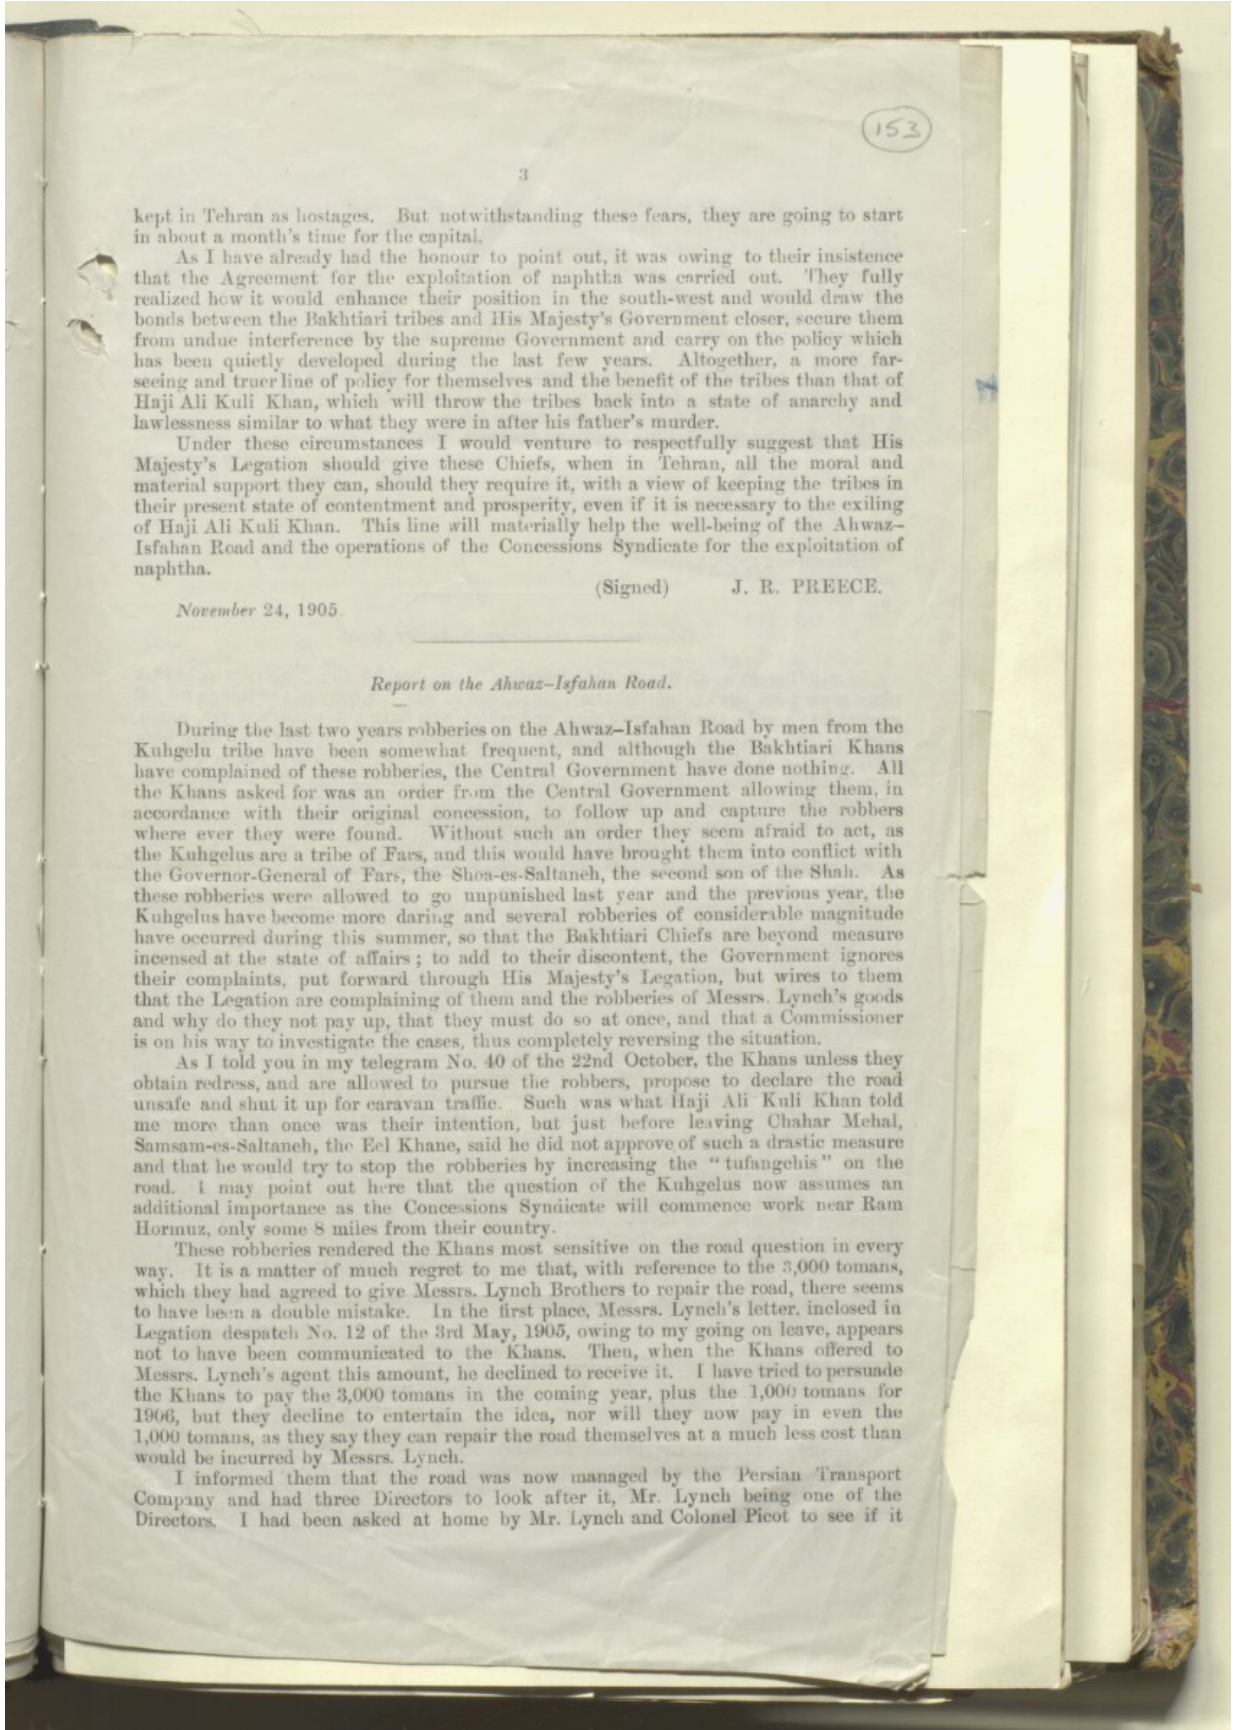 153
3
kept in Tehran as hostages. But notwithstanding these fears, they are going to start
in about a month's time for the capital.
As I have already had the honour to point out, it was owing to their insistence
that the Agreement for the exploitation of naphtha was carried out. They fully
realized how it would enhance their position in the south-west and would draw the
bonds between the Bakhtiari tribes and His Majesty's Government closer, secure them
from undue interference by the supreme Government and carry on the policy which
has been quietly developed during the last few years. Altogether, a more far-
seeing and truer line of policy for themselves and the benefit of the tribes than that of
Haji Ali Kuli Khan, which will throw the tribes back into a state of anarchy and
lawlessness similar to what they were in after his father's murder.
Under these circumstances I would venture to respectfully suggest that His
Majesty's Legation should give these Chiefs, when in Tehran, all the moral and
material support they can, should they require it, with a view of keeping the tribes in
their present state of contentment and prosperity, even if it is necessary to the exiling
of Haji Ali Kuli Khan. This line will materially help the well-being of the Ahwaz–
Isfahan Road and the operations of the Concessions Syndicate for the exploitation of
naphtha.
(Signed) J. R. PREECE.
November 24, 1905.
Report on the Ahwaz–Isfahan Road.
During the last two years robberies on the Ahwaz–Isfahan Road by men from the
Kuhgelu tribe have been somewhat frequent, and although the Bakhtiari Khans
have complained of these robberies, the Central Government have done nothing. All
the Khans asked for was an order from the Central Government allowing them, in
accordance with their original concession, to follow up and capture the robbers
where ever they were found. Without such an order they seem afraid to act, as
the Kuhgelus are a tribe of Fars, and this would have brought them into conflict with
the Governor-General of Fars, the Shoa-es-Saltaneh, the second son of the Shah. As
these robberies were allowed to go unpunished last year and the previous year, the
Kuhgelus have become more daring and several robberies of considerable magnitude
have occurred during this summer, so that the Bakhtiari Chiefs are beyond measure
incensed at the state of affairs; to add to their discontent, the Government ignores
their complaints, put forward through His Majesty's Legation, but wires to them
that the Legation are complaining of them and the robberies of Messrs. Lynch's goods
and why do they not pay up, that they must do so at once, and that a Commissioner
is on his way to investigate the cases, thus completely reversing the situation.
As I told you in my telegram No. 40 of the 22nd October, the Khans unless they
obtain redress, and are allowed to pursue the robbers, propose to declare the road
unsafe and shut it up for caravan traffic. Such was what Haji Ali Kuli Khan told
me more than once was their intention, but just before leaving Chahar Mehal,
Samsam-es-Saltaneh, the Eel Khane, said he did not approve of such a drastic measure
and that he would try to stop the robberies by increasing the "tufangchis" on the
road. I may point out here that the question of the Kuhgelus now assumes an
additional importance as the Concessions Syndicate will commence work near Ram
Hormuz, only some 8 miles from their country.
These robberies rendered the Khans most sensitive on the road question in every
way. It is a matter of much regret to me that, with reference to the 3,000 tomans,
which they had agreed to give Messrs. Lynch Brothers to repair the road, there seems
to have been a double mistake. In the first place, Messrs. Lynch's letter, inclosed in
Legation despatch No. 12 of the 3rd May, 1905, owing to my going on leave, appears
not to have been communicated to the Khans. Then, when the Khans offered to
Messrs. Lynch's agent this amount, he declined to receive it. I have tried to persuade
the Khans to pay the 3,000 tomans in the coming year, plus the 1,000 tomans for
1906, but they decline to entertain the idea, nor will they now pay in even the
1,000 tomans, as they say they can repair the road themselves at a much less cost than
would be incurred by Messrs. Lynch.
I informed them that the road was now managed by the Persian Transport
Company and had three Directors to look after it, Mr. Lynch being one of the
Directors. I had been asked at home by Mr. Lynch and Colonel Picot to see if it